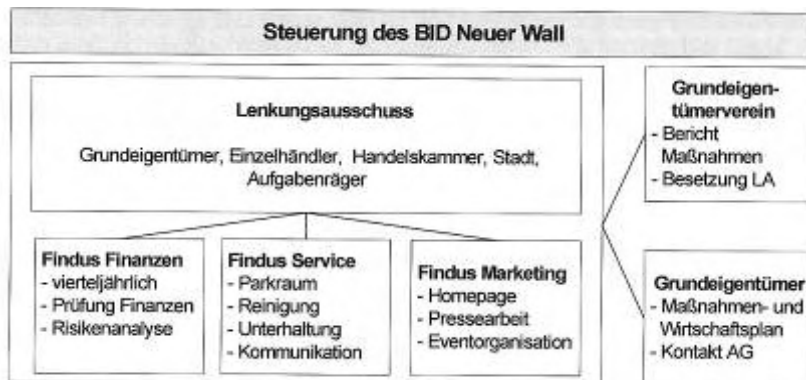 Steuerung des BID Neuer Wall
Lenkungsausschuss
Grundeigentümer, Einzelhändler, Handelskammer, Stadt,
Aufgabenräger
Findus Finanzen
- vierteljährlich
- Prüfung Finanzen
- Risikenanalyse
Findus Service
- Parkraum
- Reinigung
- Unterhaltung
- Kommunikation
Findus Marketing
- Homepage
- Pressearbeit
- Eventorganisation
Grundeigen-
tümerverein
- Bericht
Maßnahmen
- Besetzung LA
Grundeigentümer
- Maßnahmen- und
Wirtschaftsplan
- Kontakt AG